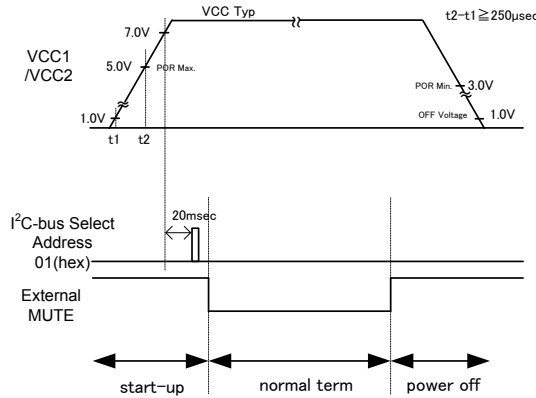 VCC Typ
t2-t1≧250μsec
7.0V
VCC1
/VCC2
5.0V
POR Max.
POR Min.
3.0V
1.0V
OFF Voltage
1.0V
t1
t2
20msec
I²C-bus Select
Address
01(hex)
External
MUTE
start-up
normal term
power off